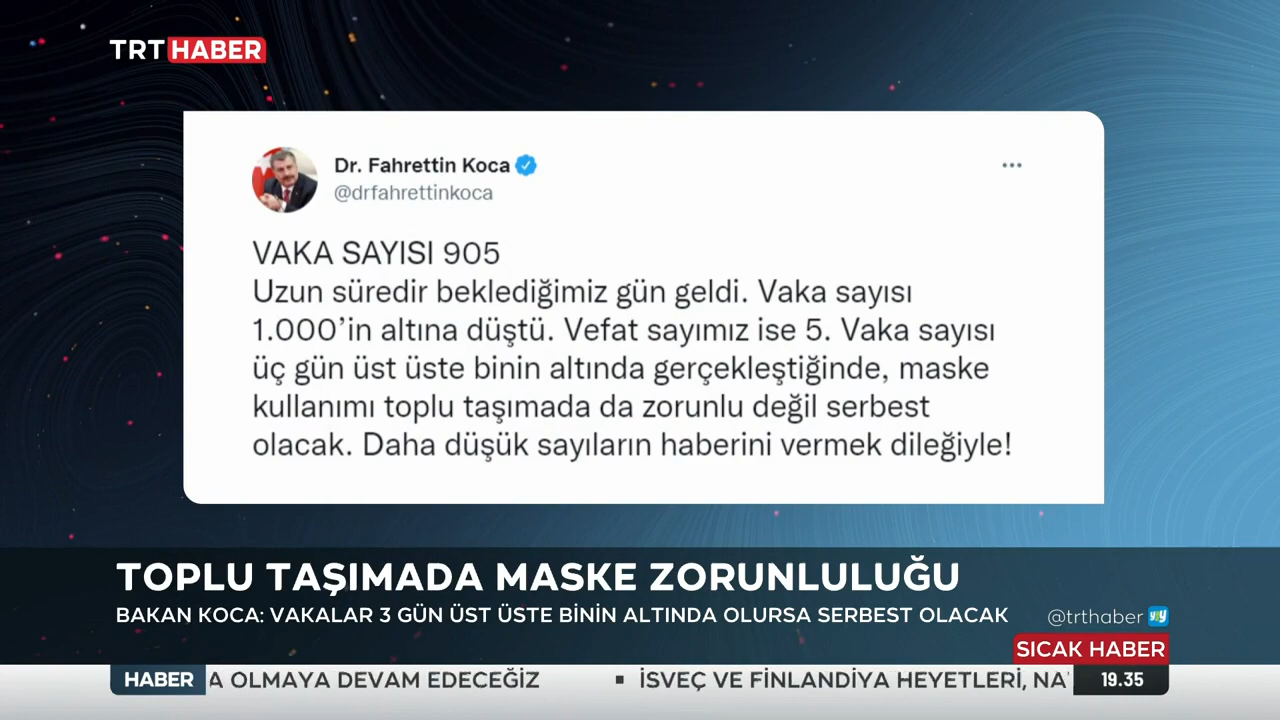 TRT HABER
Dr. Fahrettin Koca
@drfahrettinkoca
VAKA SAYISI 905
Uzun süredir beklediğimiz gün geldi. Vaka sayısı
1.000’in altına düştü. Vefat sayımız ise 5. Vaka sayısı
üç gün üst üste binin altında gerçekleştiğinde, maske
kullanımı toplu taşımada da zorunlu değil serbest
olacak. Daha düşük sayıların haberini vermek dileğiyle!
TOPLU TAŞIMADA MASKE ZORUNLULUĞU
BAKAN KOCA: VAKALAR 3 GÜN ÜST ÜSTE BİNİN ALTINDA OLURSA SERBEST OLACAK
@trthaber
SICAK HABER
HABER A OLMAYA DEVAM EDECEĞİZ ▪ İSVEÇ VE FİNLANDİYA HEYETLERİ, NA 19.35